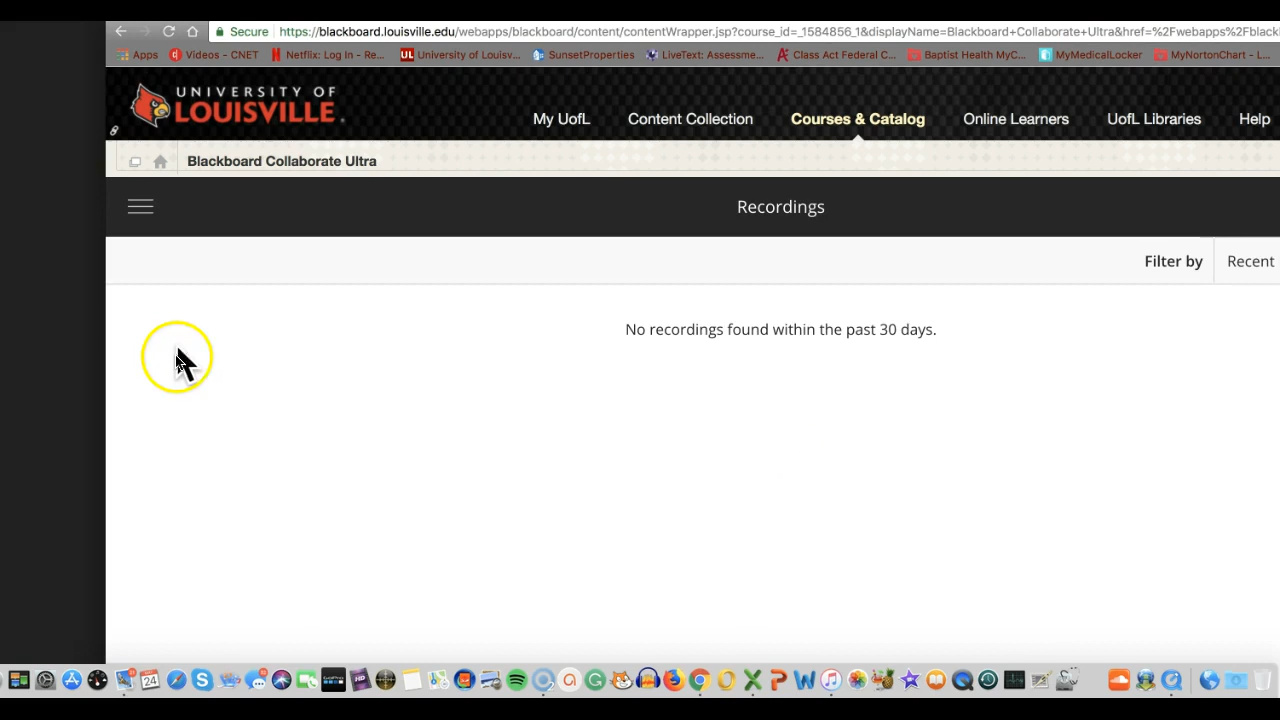 Secure https://blackboard.louisville.edu/webapps/blackboard/content/contentWrapper.jsp?course_id=_1584856_1&displayName=Blackboard+Collaborate+Ultra&href=%2Fwebapps%2Fblackl
Apps Videos - CNET Netflix: Log In - Re... University of Louisv... SunsetProperties LiveText: Assessme... Class Act Federal C... Baptist Health MyC... MyMedicalLocker MyNortonChart - L...
UNIVERSITY OF
LOUISVILLE.
My UofL Content Collection Courses & Catalog Online Learners UofL Libraries Help
Blackboard Collaborate Ultra
Recordings
Filter by Recent
No recordings found within the past 30 days.
24